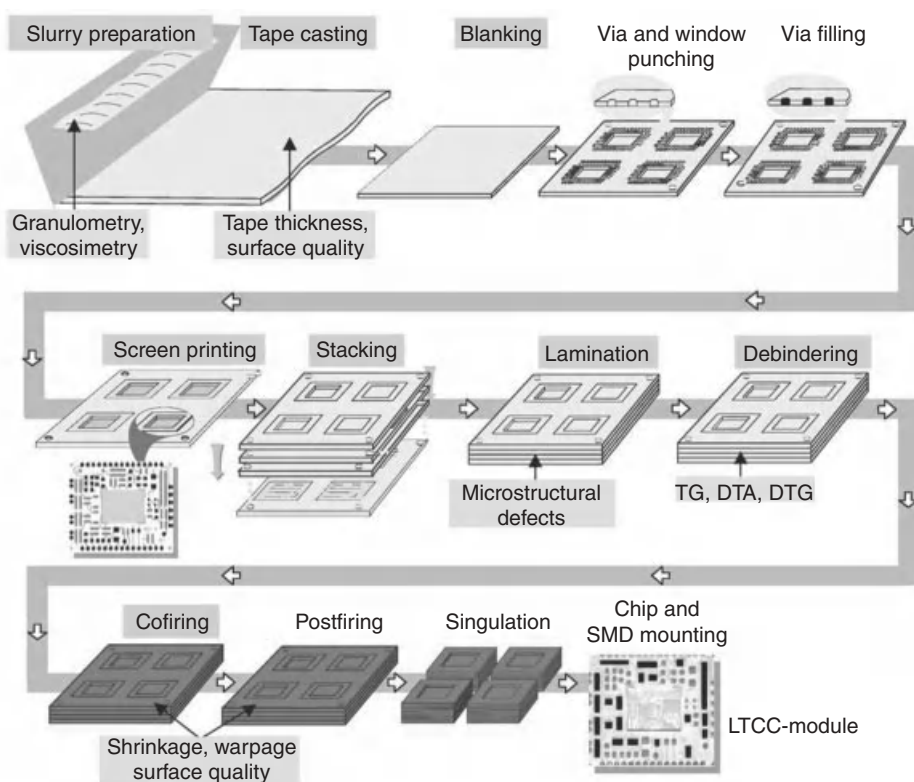 Slurry preparation
Tape casting
Blanking
Via and window
punching
Via filling
Granulometry,
viscosimetry
Tape thickness,
surface quality
Screen printing
Stacking
Lamination
Debindering
Microstructural
defects
TG, DTA, DTG
Cofiring
Postfiring
Singulation
Chip and
SMD mounting
LTCC-module
Shrinkage, warpage
surface quality